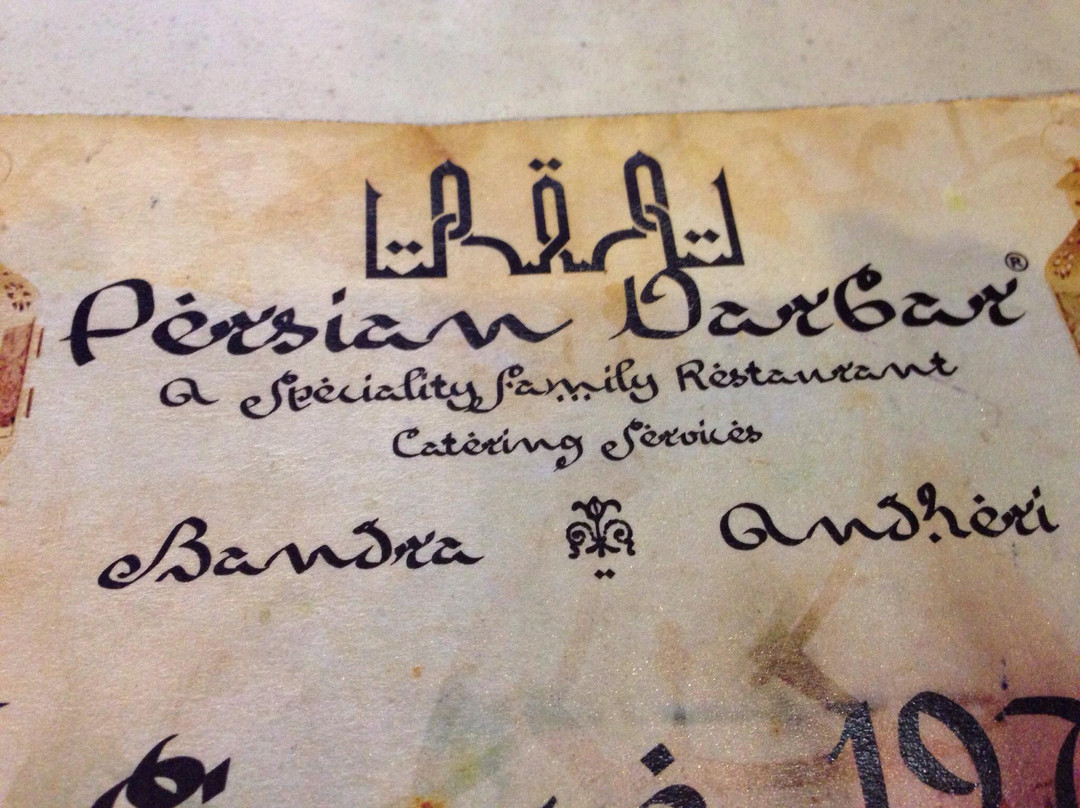 Persian Darbar®
A Speciality Family Restaurant
Catering Services
Bandra Andheri